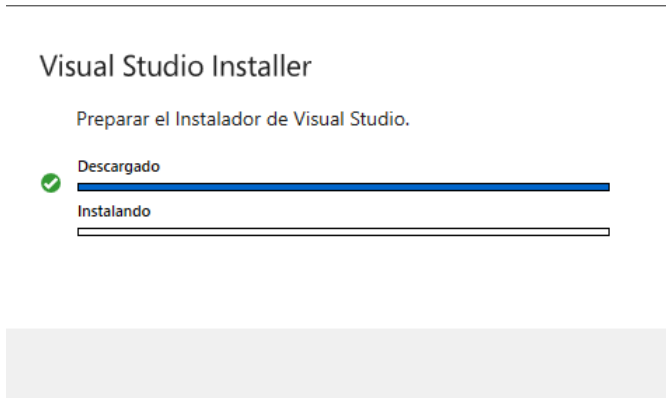 Visual Studio Installer
Preparar el Instalador de Visual Studio.
Descargado
Instalando